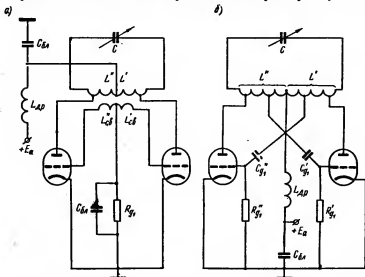 а)
Cбл
C
L"
L'
Lдр
L"св
L'св
+Eа
Cбл
Rg₁
б)
C
L"
L'
C"g₁
C'g₁
Lдр
R"g₁
+Eа
R'g₁
Cбл